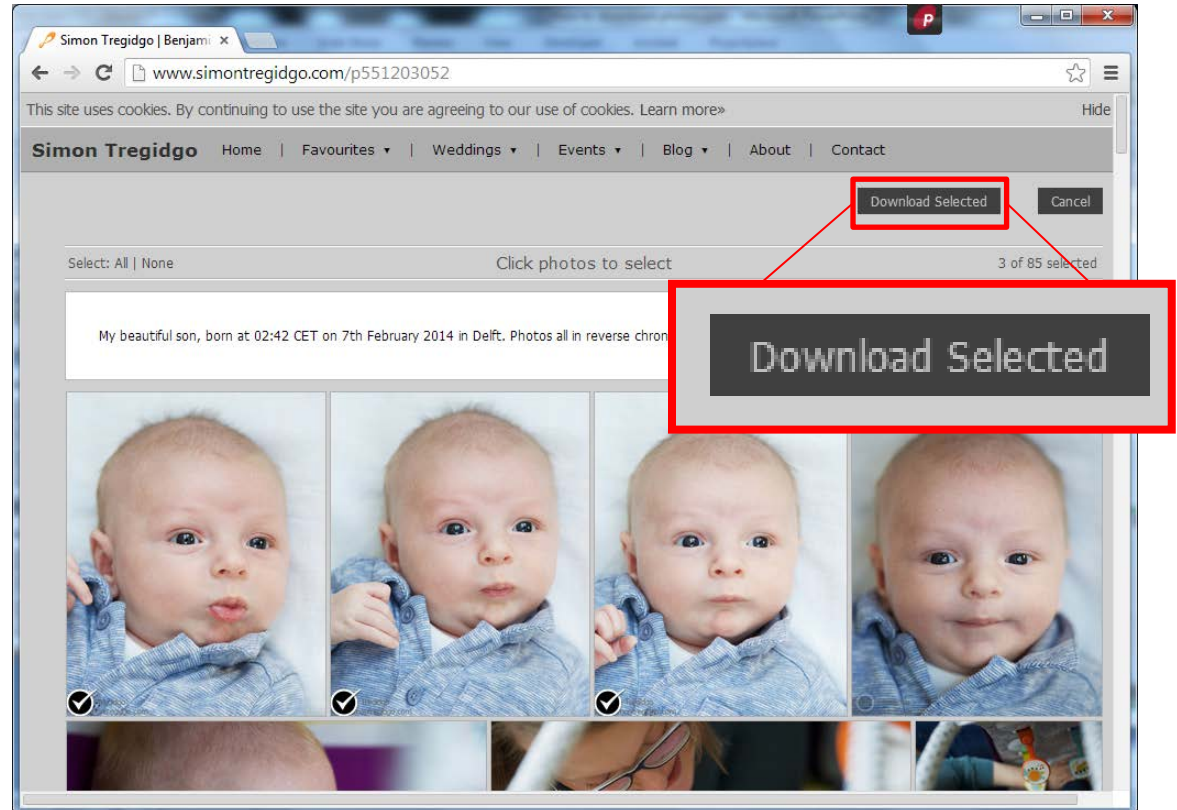 Simon Tregidgo | Benjami
www.simontregidgo.com/p551203052
This site uses cookies. By continuing to use the site you are agreeing to our use of cookies. Learn more»
Hide
Simon Tregidgo Home | Favourites ▾ | Weddings ▾ | Events ▾ | Blog ▾ | About | Contact
Download Selected
Cancel
Select: All | None
Click photos to select
3 of 85 selected
My beautiful son, born at 02:42 CET on 7th February 2014 in Delft. Photos all in reverse chron
Download Selected